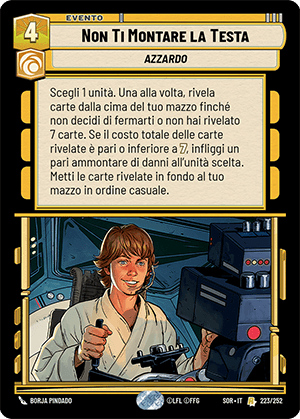 EVENTO
4
NON TI MONTARE LA TESTA
AZZARDO
Scegli 1 unità. Una alla volta, rivela
carte dalla cima del tuo mazzo finché
non decidi di fermarti o non hai rivelato
7 carte. Se il costo totale delle carte
rivelate è pari o inferiore a 7, infliggi un
pari ammontare di danni all'unità scelta.
Metti le carte rivelate in fondo al tuo
mazzo in ordine casuale.
BORJA PINDADO
©LFL ©FFG
SOR • IT
223/252